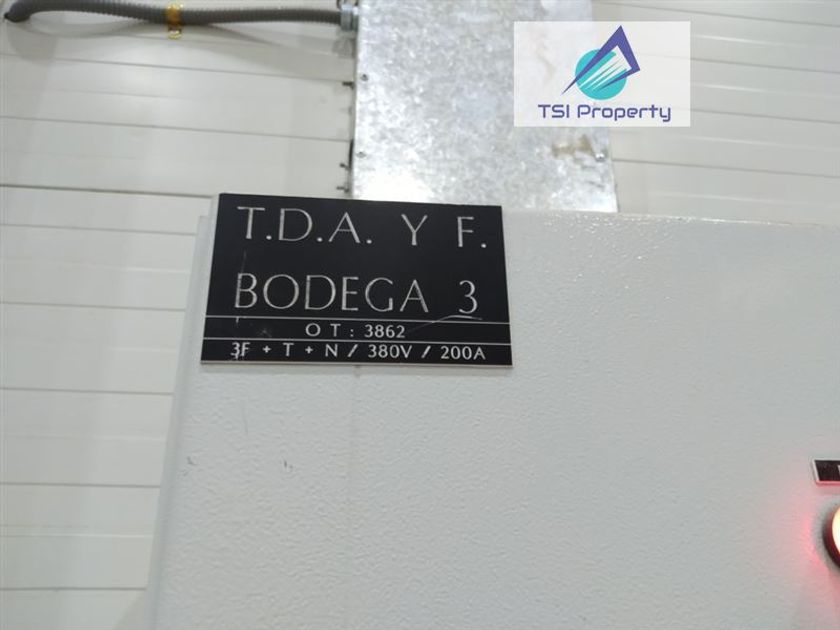 TSI Property
T.D.A. Y F.
BODEGA 3
OT: 3862
3F + T + N / 380V / 200A